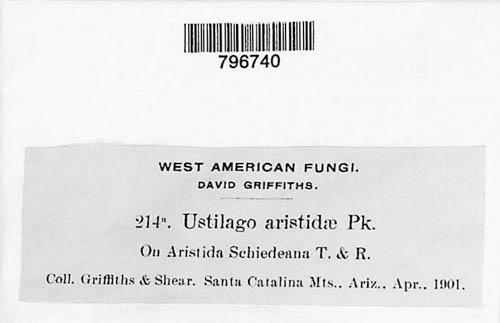 796740
WEST AMERICAN FUNGI.
DAVID GRIFFITHS.
214ª. Ustilago aristidæ Pk.
On Aristida Schiedeana T. & R.
Coll. Griffiths & Shear. Santa Catalina Mts., Ariz., Apr., 1901.